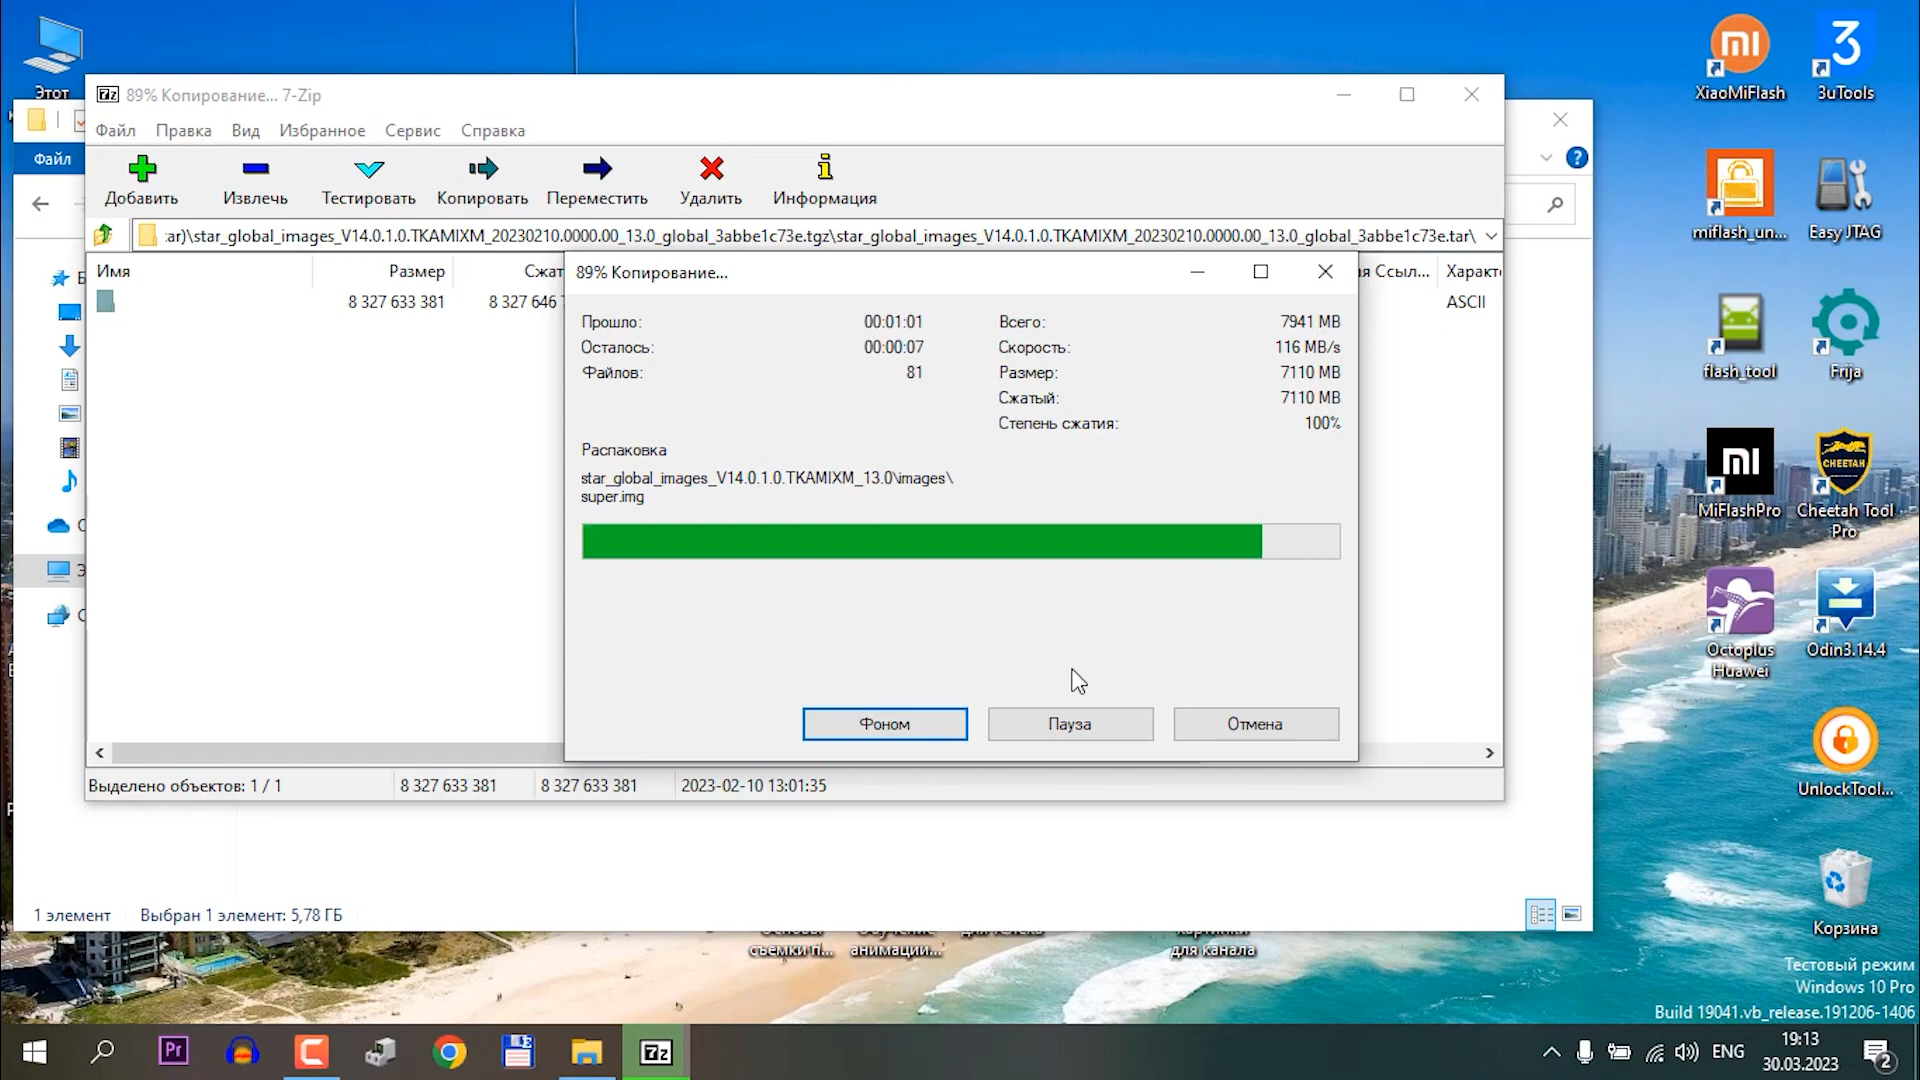 Этот
89% Копирование... 7-Zip
Файл Правка Вид Избранное Сервис Справка
Файл
Добавить Извлечь Тестировать Копировать Переместить Удалить Информация
:ar)\star_global_images_V14.0.1.0.TKAMIXM_20230210.0000.00_13.0_global_3abbe1c73e.tgz\star_global_images_V14.0.1.0.TKAMIXM_20230210.0000.00_13.0_global_3abbe1c73e.tar\
Имя Размер Сжат я Ссыл... Характ
8 327 633 381 8 327 646 ASCII
89% Копирование...
Прошло: 00:01:01 Всего: 7941 MB
Осталось: 00:00:07 Скорость: 116 MB/s
Файлов: 81 Размер: 7110 MB
Сжатый: 7110 MB
Степень сжатия: 100%
Распаковка
star_global_images_V14.0.1.0.TKAMIXM_13.0\images\
super.img
Фоном Пауза Отмена
Выделено объектов: 1 / 1 8 327 633 381 8 327 633 381 2023-02-10 13:01:35
1 элемент Выбран 1 элемент: 5,78 ГБ
съемки п... анимации... для канала
XiaoMiFlash 3uTools
miflash_un... Easy JTAG
flash_tool Frija
MiFlashPro Cheetah Tool
Pro
CHEETAH
Octoplus
Huawei
Odin3.14.4
UnlockTool...
Корзина
Тестовый режим
Windows 10 Pro
Build 19041.vb_release.191206-1406
ENG 19:13
30.03.2023
2